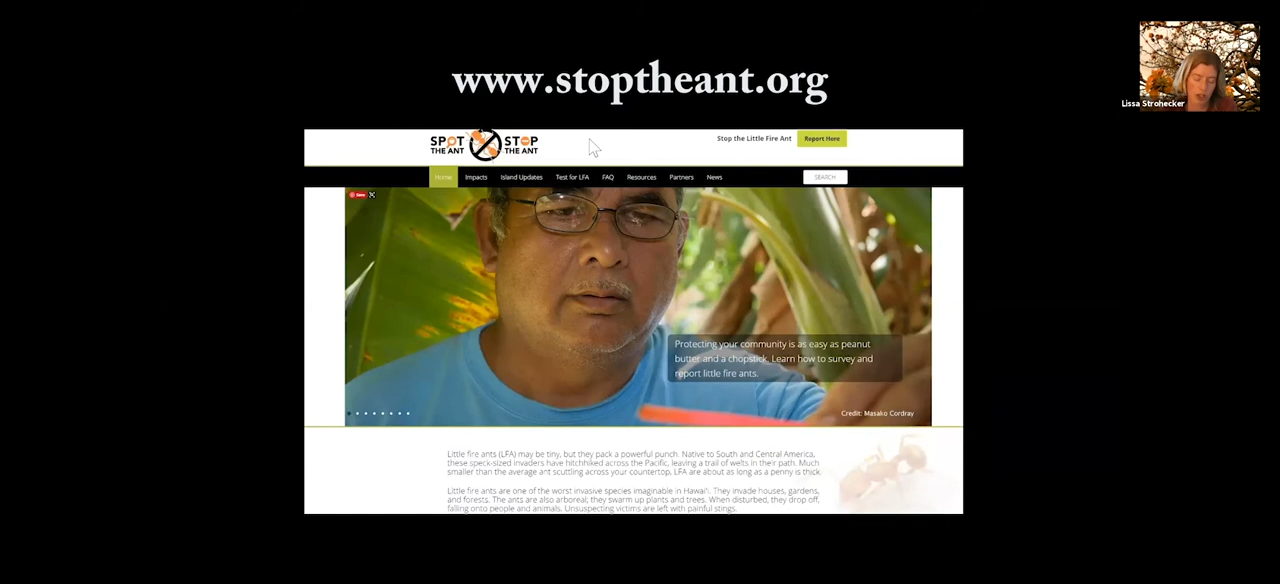 www.stoptheant.org
Lissa Strohecker
SPOT THE ANT
STOP THE ANT
Stop the Little Fire Ant
Report Here
Home Impacts Island Updates Test for LFA FAQ Resources Partners News
SEARCH
Save
Protecting your community is as easy as peanut
butter and a chopstick. Learn how to survey and
report little fire ants.
Credit: Masako Cordray
Little fire ants (LFA) may be tiny, but they pack a powerful punch. Native to South and Central America,
these speck-sized invaders have hitchhiked across the Pacific, leaving a trail of welts in their path. Much
smaller than the average ant scuttling across your countertop, LFA are about as long as a penny is thick.
Little fire ants are one of the worst invasive species imaginable in Hawai'i. They invade houses, gardens,
and forests. The ants are also arboreal; they swarm up plants and trees. When disturbed, they drop off,
falling onto people and animals. Unsuspecting victims are left with painful stings.